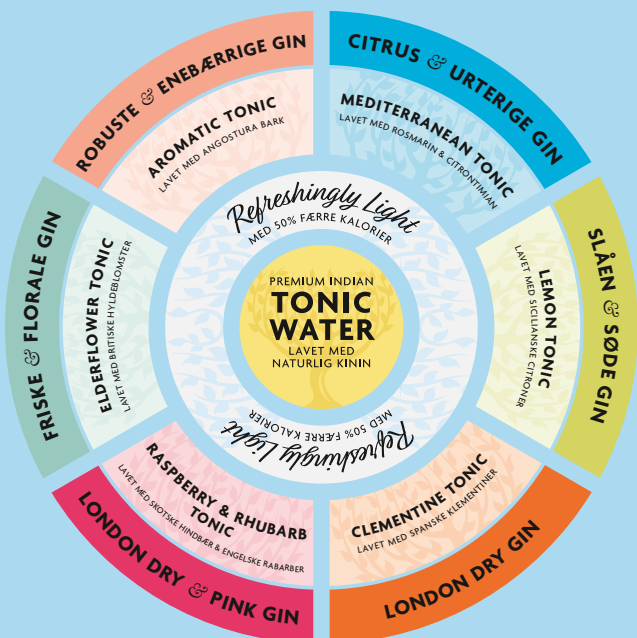 ROBUSTE & ENEBÆRRIGE GIN
AROMATIC TONIC
LAVET MED ANGOSTURA BARK
CITRUS & URTERIGE GIN
MEDITERRANEAN TONIC
LAVET MED ROSMARIN & CITRONTIMIAN
SLÅEN & SØDE GIN
LEMON TONIC
LAVET MED SICILIANSKE CITRONER
LONDON DRY GIN
CLEMENTINE TONIC
LAVET MED SPANSKE KLEMENTINER
LONDON DRY & PINK GIN
RASPBERRY & RHUBARB
TONIC
LAVET MED SKOTSKE HINDBÆR & ENGELSKE RABARBER
FRISKE & FLORALE GIN
ELDERFLOWER TONIC
LAVET MED BRITISKE HYLDEBLOMSTER
Refreshingly Light
MED 50% FÆRRE KALORIER
PREMIUM INDIAN
TONIC
WATER
LAVET MED
NATURLIG KININ
MED 50% FÆRRE KALORIER
Refreshingly Light